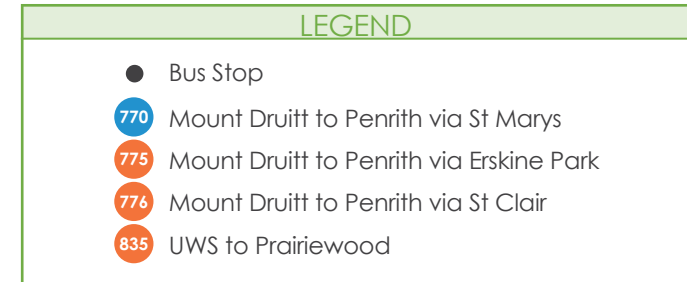 LEGEND
Bus Stop
770 Mount Druitt to Penrith via St Marys
775 Mount Druitt to Penrith via Erskine Park
776 Mount Druitt to Penrith via St Clair
835 UWS to Prairiewood